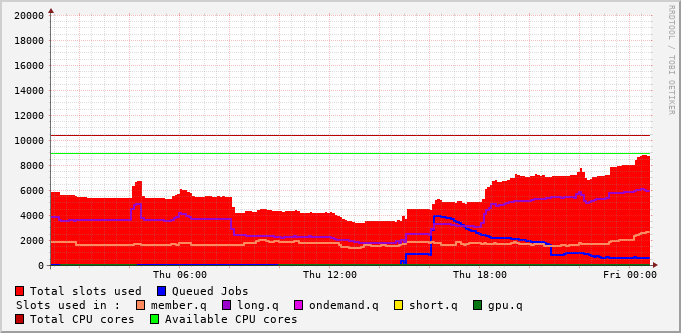 RRDTOOL / TOBI OETIKER
20000
18000
16000
14000
12000
10000
8000
6000
4000
2000
0
Thu 06:00 Thu 12:00 Thu 18:00 Fri 00:00
Total slots used Queued Jobs
Slots used in : member.q long.q ondemand.q short.q gpu.q
Total CPU cores Available CPU cores